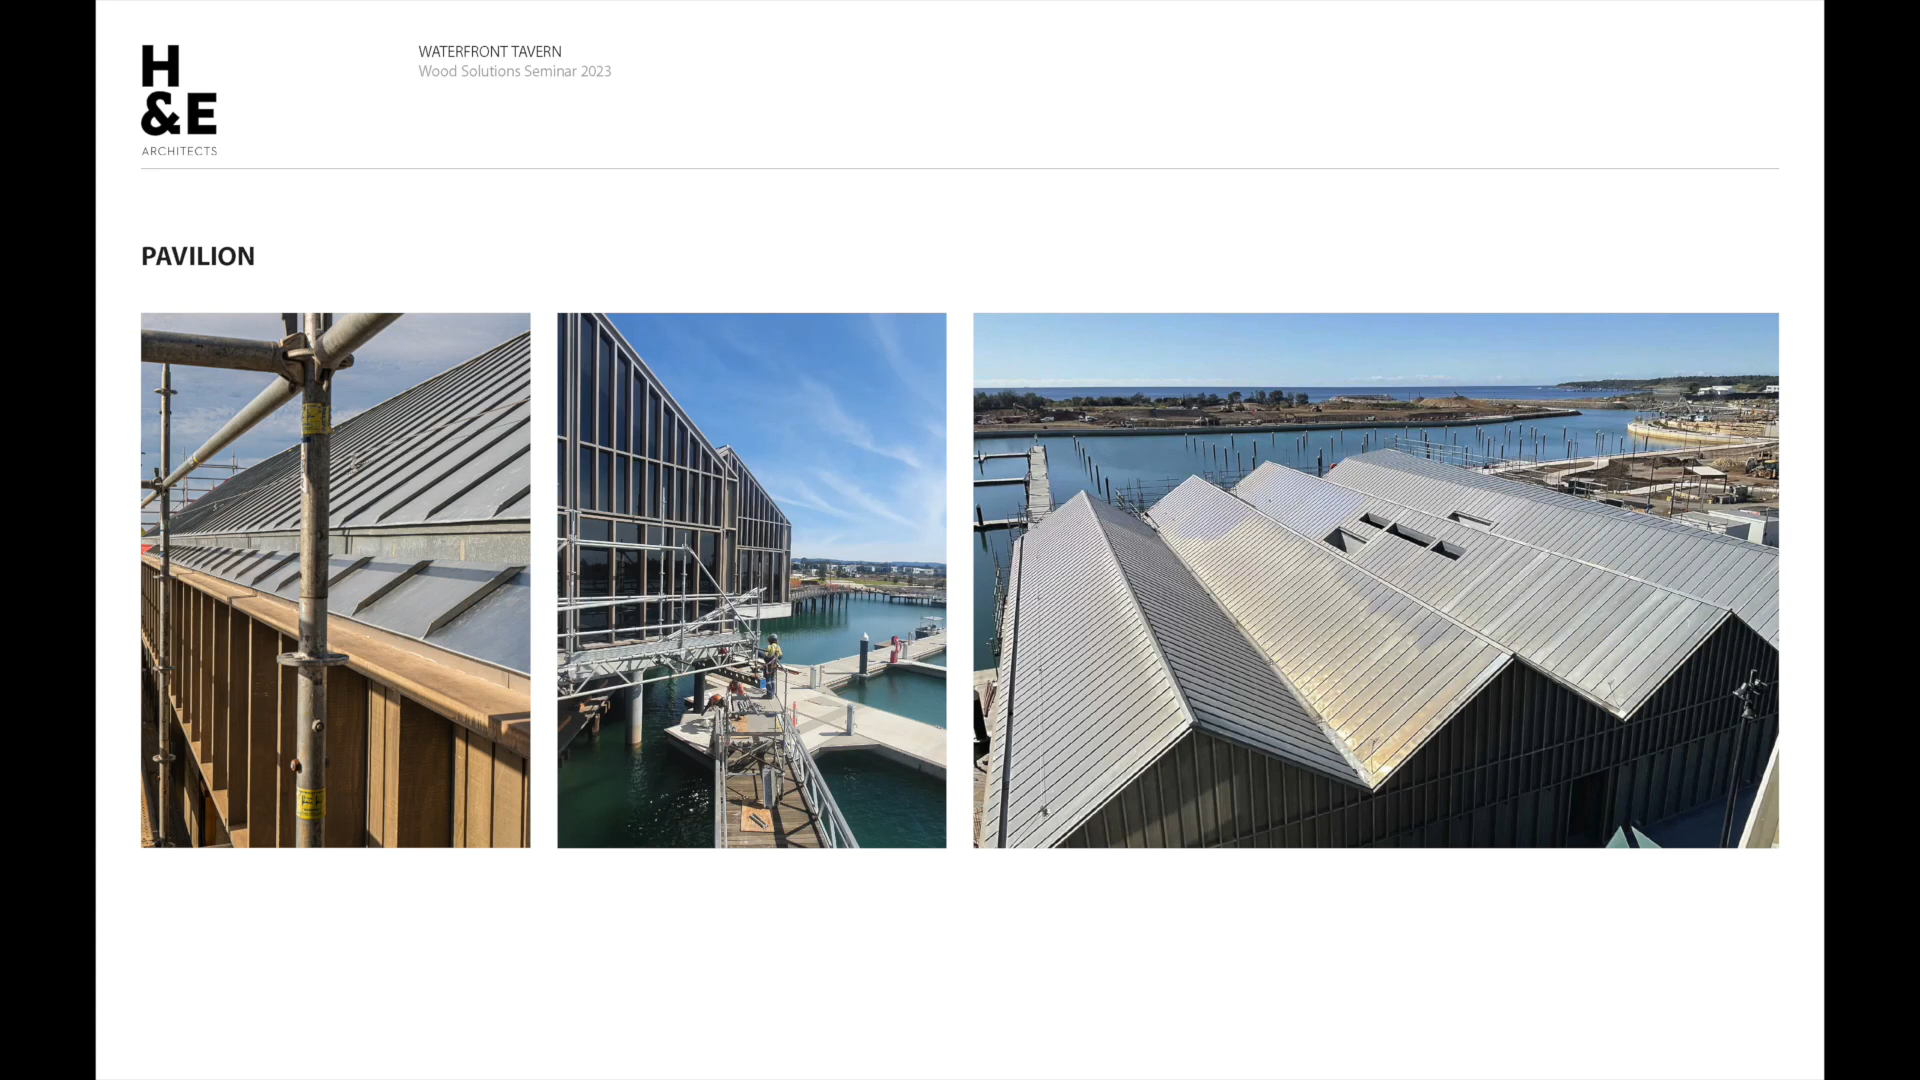 H
&E
ARCHITECTS
WATERFRONT TAVERN
Wood Solutions Seminar 2023
PAVILION